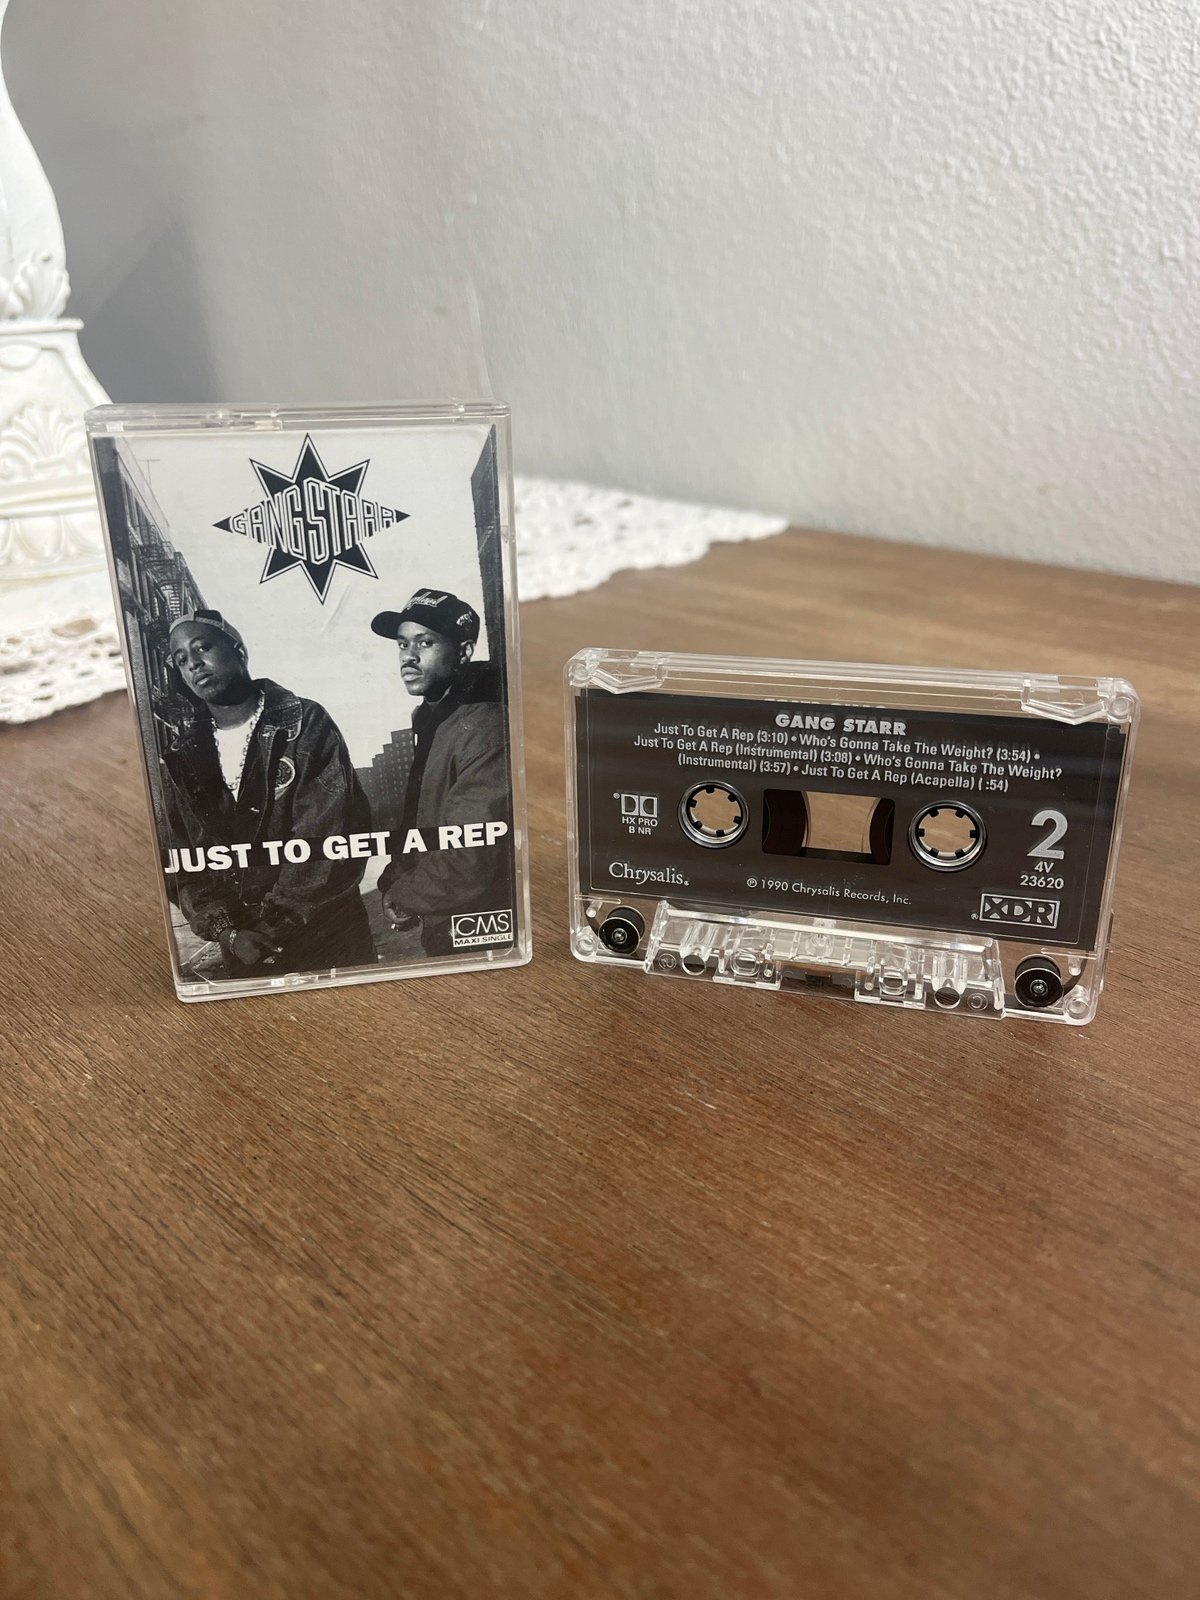 GANGSTARR
JUST TO GET A REP
CMS
MAXI SINGLE
GANG STARR
Just To Get A Rep (3:10) • Who's Gonna Take The Weight? (3:54) •
Just To Get A Rep (Instrumental) (3:08) • Who's Gonna Take The Weight?
(Instrumental) (3:57) • Just To Get A Rep (Acapella) ( :54)
®
HX PRO
B NR
2
4V
23620
Chrysalis®
℗ 1990 Chrysalis Records, Inc.
® XDR